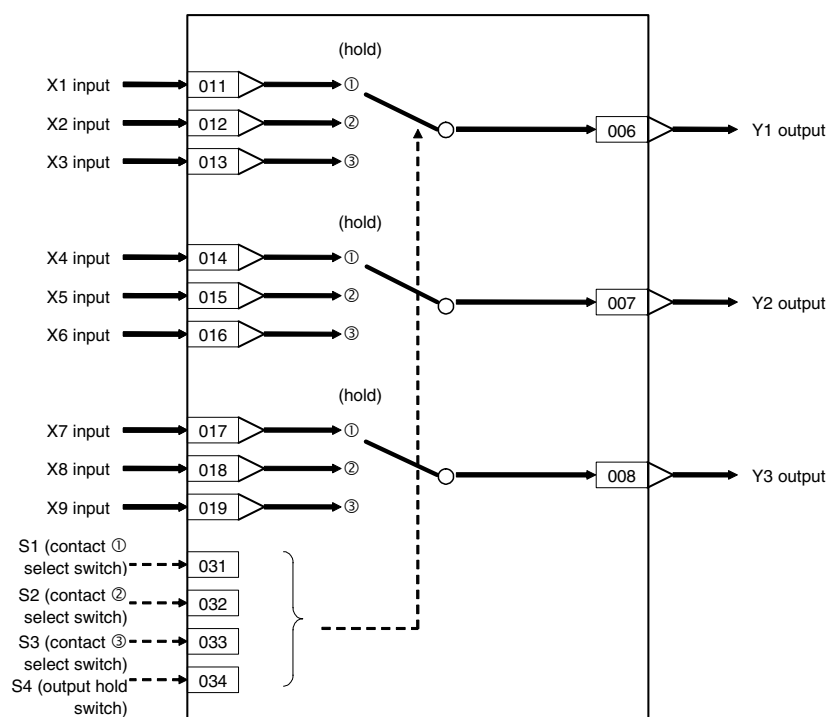 (hold)
X1 input 011 ①
X2 input 012 ②
006 Y1 output
X3 input 013 ③
(hold)
X4 input 014 ①
X5 input 015 ②
007 Y2 output
X6 input 016 ③
(hold)
X7 input 017 ①
X8 input 018 ②
008 Y3 output
X9 input 019 ③
S1 (contact ①
select switch)
031
S2 (contact ②
select switch)
032
S3 (contact ③
select switch)
033
S4 (output hold
switch)
034